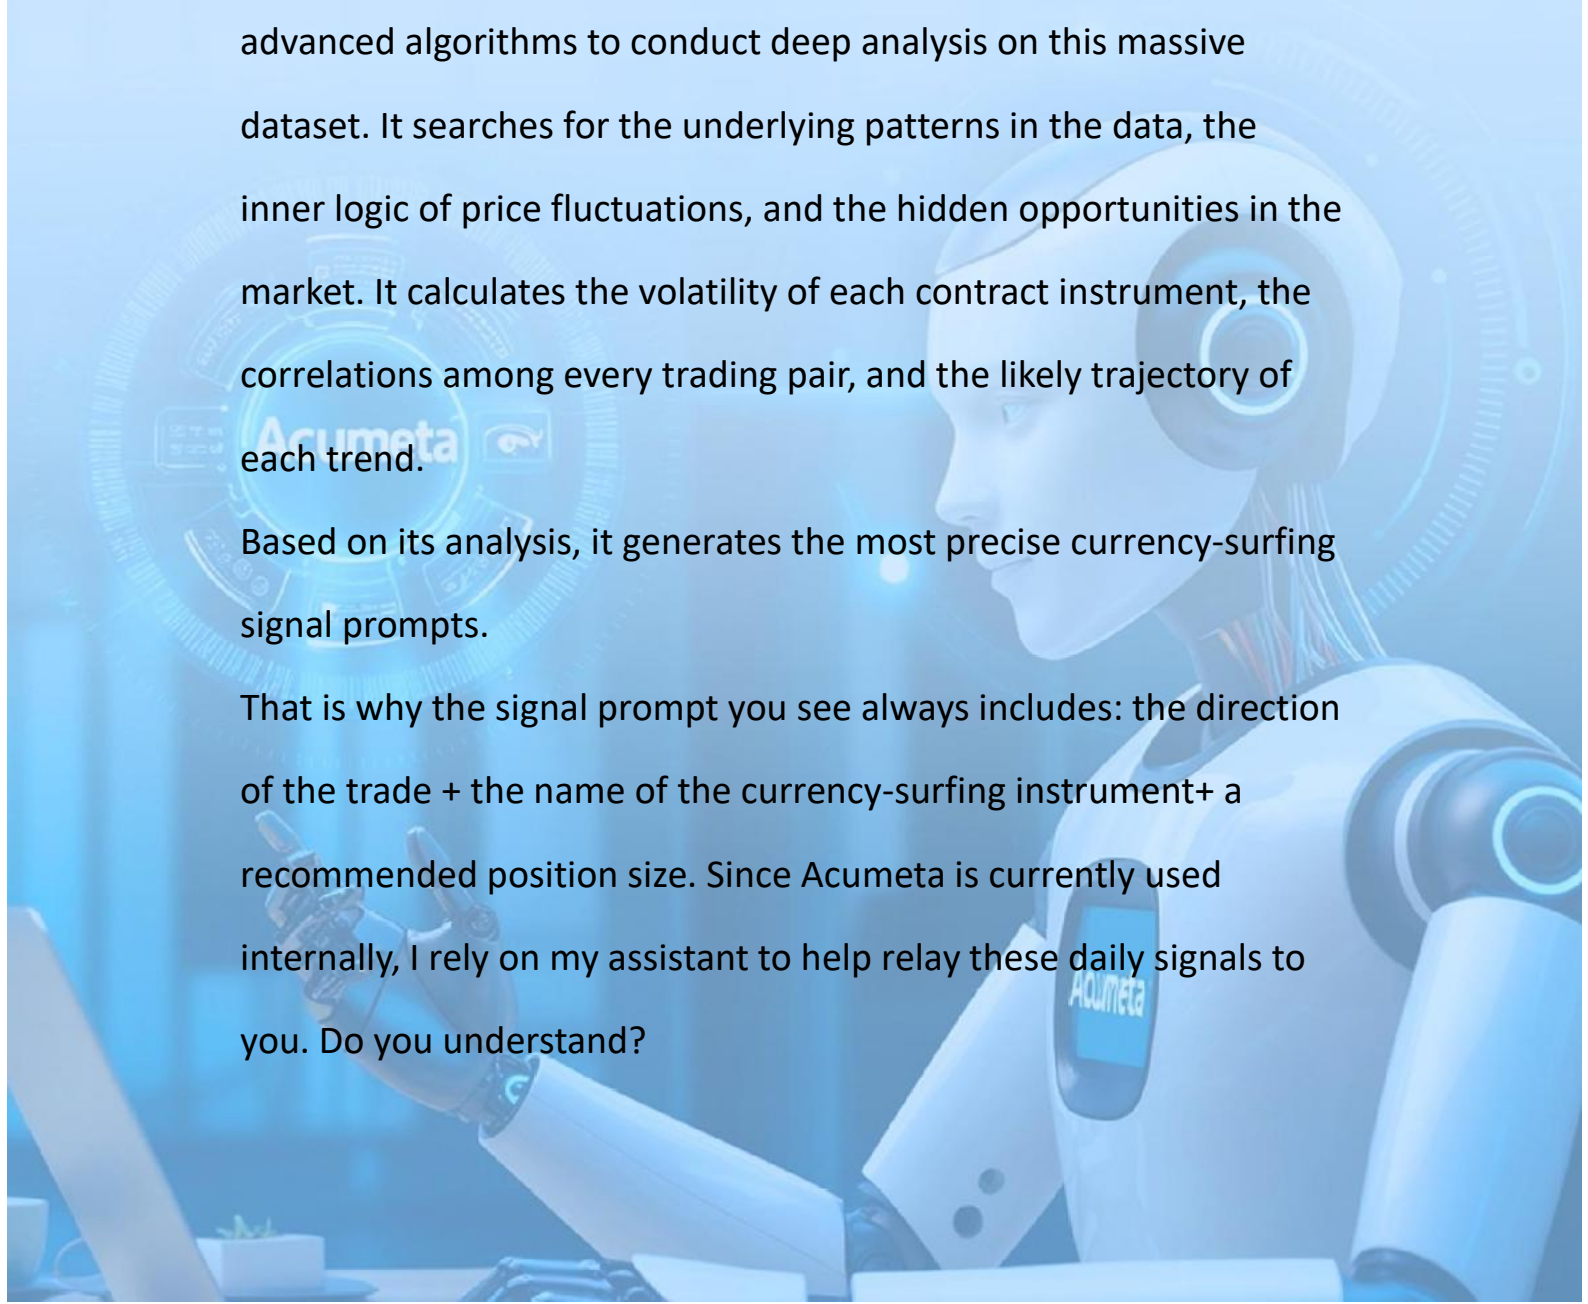 advanced algorithms to conduct deep analysis on this massive
dataset. It searches for the underlying patterns in the data, the
inner logic of price fluctuations, and the hidden opportunities in the
market. It calculates the volatility of each contract instrument, the
correlations among every trading pair, and the likely trajectory of
Acumeta
each trend.
Based on its analysis, it generates the most precise currency-surfing
signal prompts.
That is why the signal prompt you see always includes: the direction
of the trade + the name of the currency-surfing instrument+ a
recommended position size. Since Acumeta is currently used
internally, I rely on my assistant to help relay these daily signals to
Acumeta
you. Do you understand?